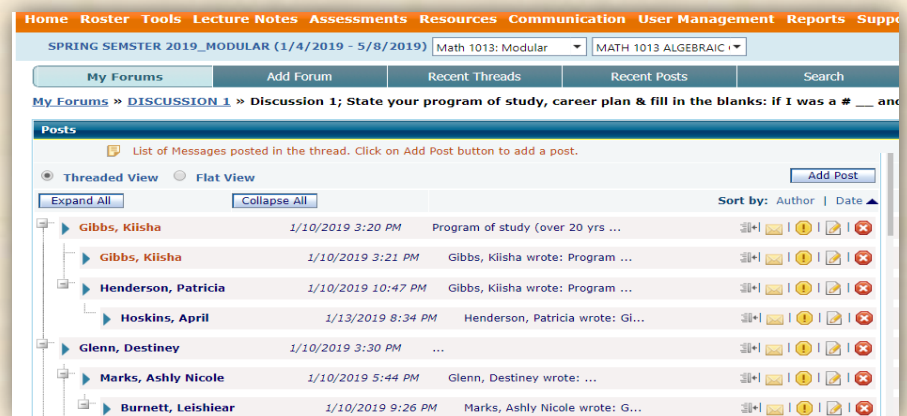 Home Roster Tools Lecture Notes Assessments Resources Communication User Management Reports
SPRING SEMSTER 2019_MODULAR (1/4/2019 - 5/8/2019) Math 1013: Modular MATH 1013 ALGEBRAIC
My Forums Add Forum Recent Threads Recent Posts Search
My Forums » DISCUSSION 1 » Discussion 1; State your program of study, career plan & fill in the blanks: if I was a # __ and
Posts
List of Messages posted in the thread. Click on Add Post button to add a post.
Threaded View Flat View Add Post
Expand All Collapse All Sort by: Author | Date
Gibbs, Kiisha 1/10/2019 3:20 PM Program of study (over 20 yrs ...
Gibbs, Kiisha 1/10/2019 3:21 PM Gibbs, Kiisha wrote: Program ...
Henderson, Patricia 1/10/2019 10:47 PM Gibbs, Kiisha wrote: Program ...
Hoskins, April 1/13/2019 8:34 PM Henderson, Patricia wrote: Gi...
Glenn, Destiney 1/10/2019 3:30 PM ...
Marks, Ashly Nicole 1/10/2019 5:44 PM Glenn, Destiney wrote: ...
Burnett, Leishiear 1/10/2019 9:26 PM Marks, Ashly Nicole wrote: G...